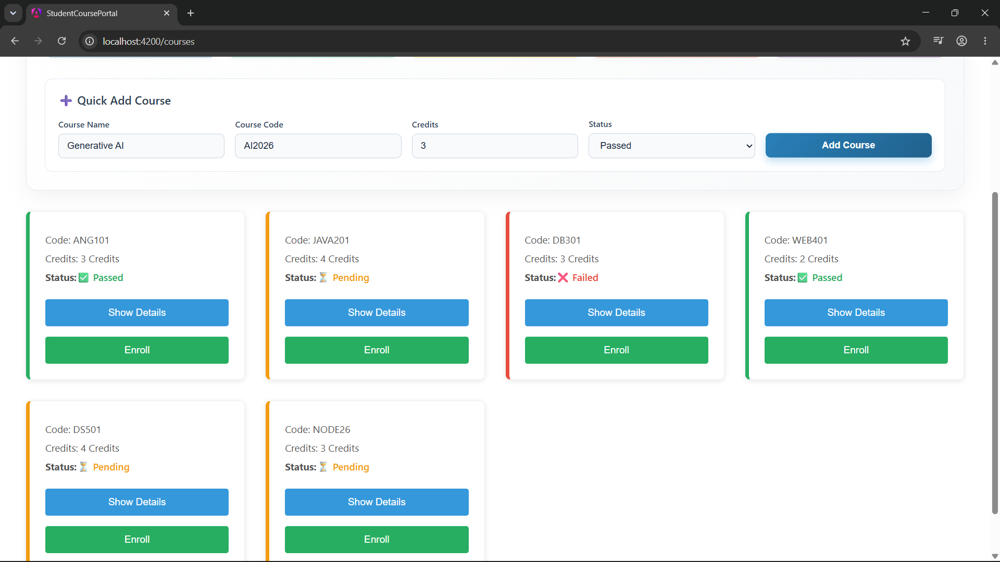 StudentCoursePortal
localhost:4200/courses
Quick Add Course
Course Name
Course Code
Credits
Status
Generative AI
AI2026
3
Passed
Add Course
Code: ANG101
Credits: 3 Credits
Status: ✅ Passed
Show Details
Enroll
Code: JAVA201
Credits: 4 Credits
Status: ⏳ Pending
Show Details
Enroll
Code: DB301
Credits: 3 Credits
Status: ❌ Failed
Show Details
Enroll
Code: WEB401
Credits: 2 Credits
Status: ✅ Passed
Show Details
Enroll
Code: DS501
Credits: 4 Credits
Status: ⏳ Pending
Show Details
Enroll
Code: NODE26
Credits: 3 Credits
Status: ⏳ Pending
Show Details
Enroll